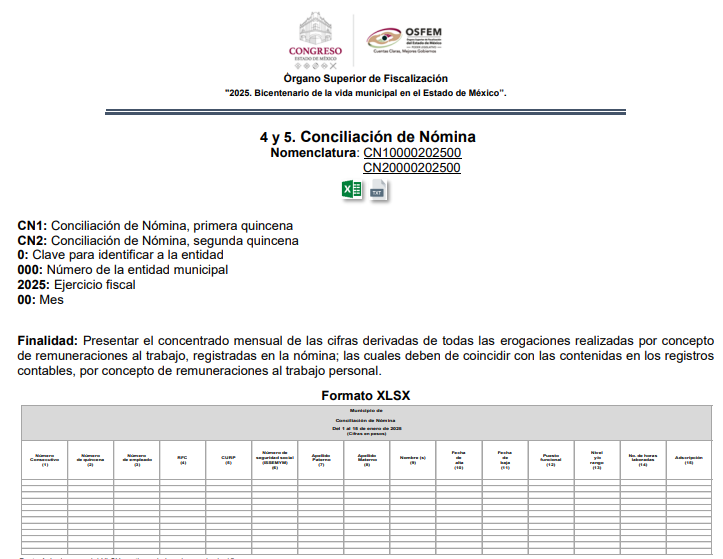 CONGRESO
ESTADO DE MÉXICO
OSFEM
Cuentas Claras, Mejores Gobiernos
Órgano Superior de Fiscalización
"2025. Bicentenario de la vida municipal en el Estado de México".
4 y 5. Conciliación de Nómina
Nomenclatura: CN10000202500
CN20000202500
TXT
CN1: Conciliación de Nómina, primera quincena
CN2: Conciliación de Nómina, segunda quincena
0: Clave para identificar a la entidad
000: Número de la entidad municipal
2025: Ejercicio fiscal
00: Mes
Finalidad: Presentar el concentrado mensual de las cifras derivadas de todas las erogaciones realizadas por concepto
de remuneraciones al trabajo, registradas en la nómina; las cuales deben de coincidir con las contenidas en los registros
contables, por concepto de remuneraciones al trabajo personal.
Formato XLSX
Municipio de
Conciliación de Nómina
(Cifras en pesos)
Número Consecutivo (1)
Número de quincena (2)
Número de empleado (3)
RFC (4)
CURP (5)
Número de seguridad social (ISSEMYM) (6)
Apellido Paterno (7)
Apellido Materno (8)
Nombre (s) (9)
Fecha de alta (10)
Fecha de baja (11)
Puesto funcional (12)
Nivel y/o rango (13)
No. de horas laboradas (14)
Adscripción (15)